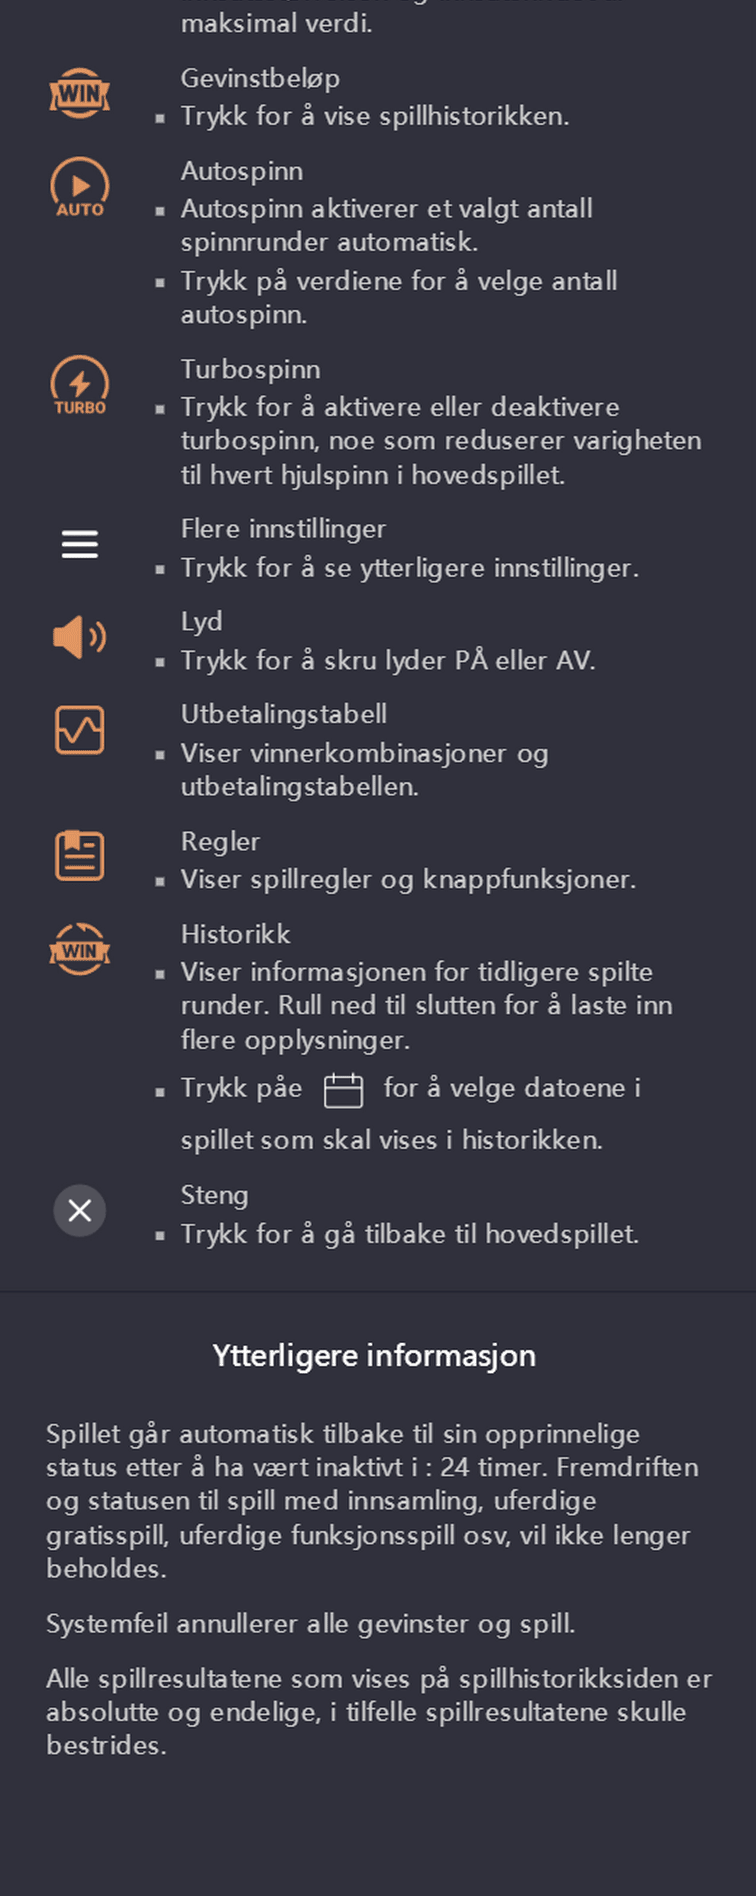 maksimal verdi.
WIN
Gevinstbeløp
▪ Trykk for å vise spillhistorikken.
AUTO
Autospinn
▪ Autospinn aktiverer et valgt antall
spinnrunder automatisk.
▪ Trykk på verdiene for å velge antall
autospinn.
TURBO
Turbospinn
▪ Trykk for å aktivere eller deaktivere
turbospinn, noe som reduserer varigheten
til hvert hjulspinn i hovedspillet.
Flere innstillinger
▪ Trykk for å se ytterligere innstillinger.
Lyd
▪ Trykk for å skru lyder PÅ eller AV.
Utbetalingstabell
▪ Viser vinnerkombinasjoner og
utbetalingstabellen.
Regler
▪ Viser spillregler og knappfunksjoner.
WIN
Historikk
▪ Viser informasjonen for tidligere spilte
runder. Rull ned til slutten for å laste inn
flere opplysninger.
▪ Trykk påe for å velge datoene i
spillet som skal vises i historikken.
Steng
▪ Trykk for å gå tilbake til hovedspillet.
Ytterligere informasjon
Spillet går automatisk tilbake til sin opprinnelige
status etter å ha vært inaktivt i : 24 timer. Fremdriften
og statusen til spill med innsamling, uferdige
gratisspill, uferdige funksjonsspill osv, vil ikke lenger
beholdes.
Systemfeil annullerer alle gevinster og spill.
Alle spillresultatene som vises på spillhistorikksiden er
absolutte og endelige, i tilfelle spillresultatene skulle
bestrides.